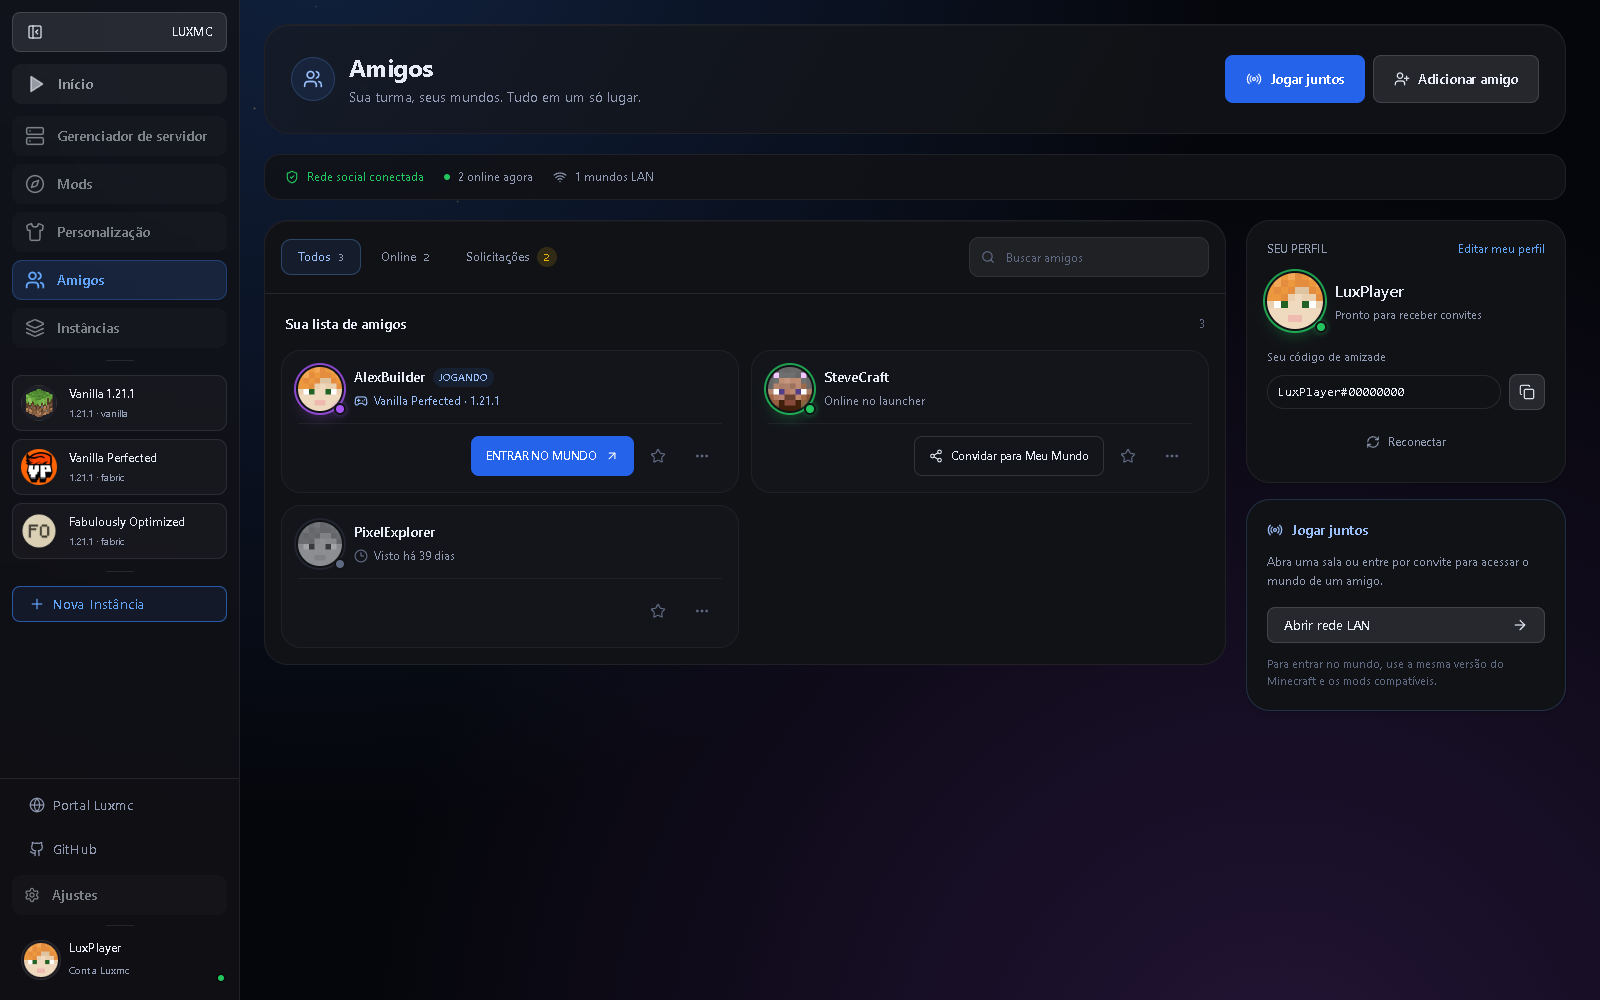 LUXMC
Início
Gerenciador de servidor
Mods
Personalização
Amigos
Instâncias
Vanilla 1.21.1
1.21.1 · vanilla
VP
Vanilla Perfected
1.21.1 · fabric
FO
Fabulously Optimized
1.21.1 · fabric
Nova Instância
Portal Luxmc
GitHub
Ajustes
LuxPlayer
Conta Luxmc
Amigos
Sua turma, seus mundos. Tudo em um só lugar.
Jogar juntos
Adicionar amigo
Rede social conectada
2 online agora
1 mundos LAN
Todos 3
Online 2
Solicitações 2
Buscar amigos
Sua lista de amigos
3
AlexBuilder JOGANDO
Vanilla Perfected · 1.21.1
ENTRAR NO MUNDO
SteveCraft
Online no launcher
Convidar para Meu Mundo
PixelExplorer
Visto há 39 dias
SEU PERFIL
Editar meu perfil
LuxPlayer
Pronto para receber convites
Seu código de amizade
LuxPlayer#00000000
Reconectar
Jogar juntos
Abra uma sala ou entre por convite para acessar o
mundo de um amigo.
Abrir rede LAN
Para entrar no mundo, use a mesma versão do
Minecraft e os mods compatíveis.